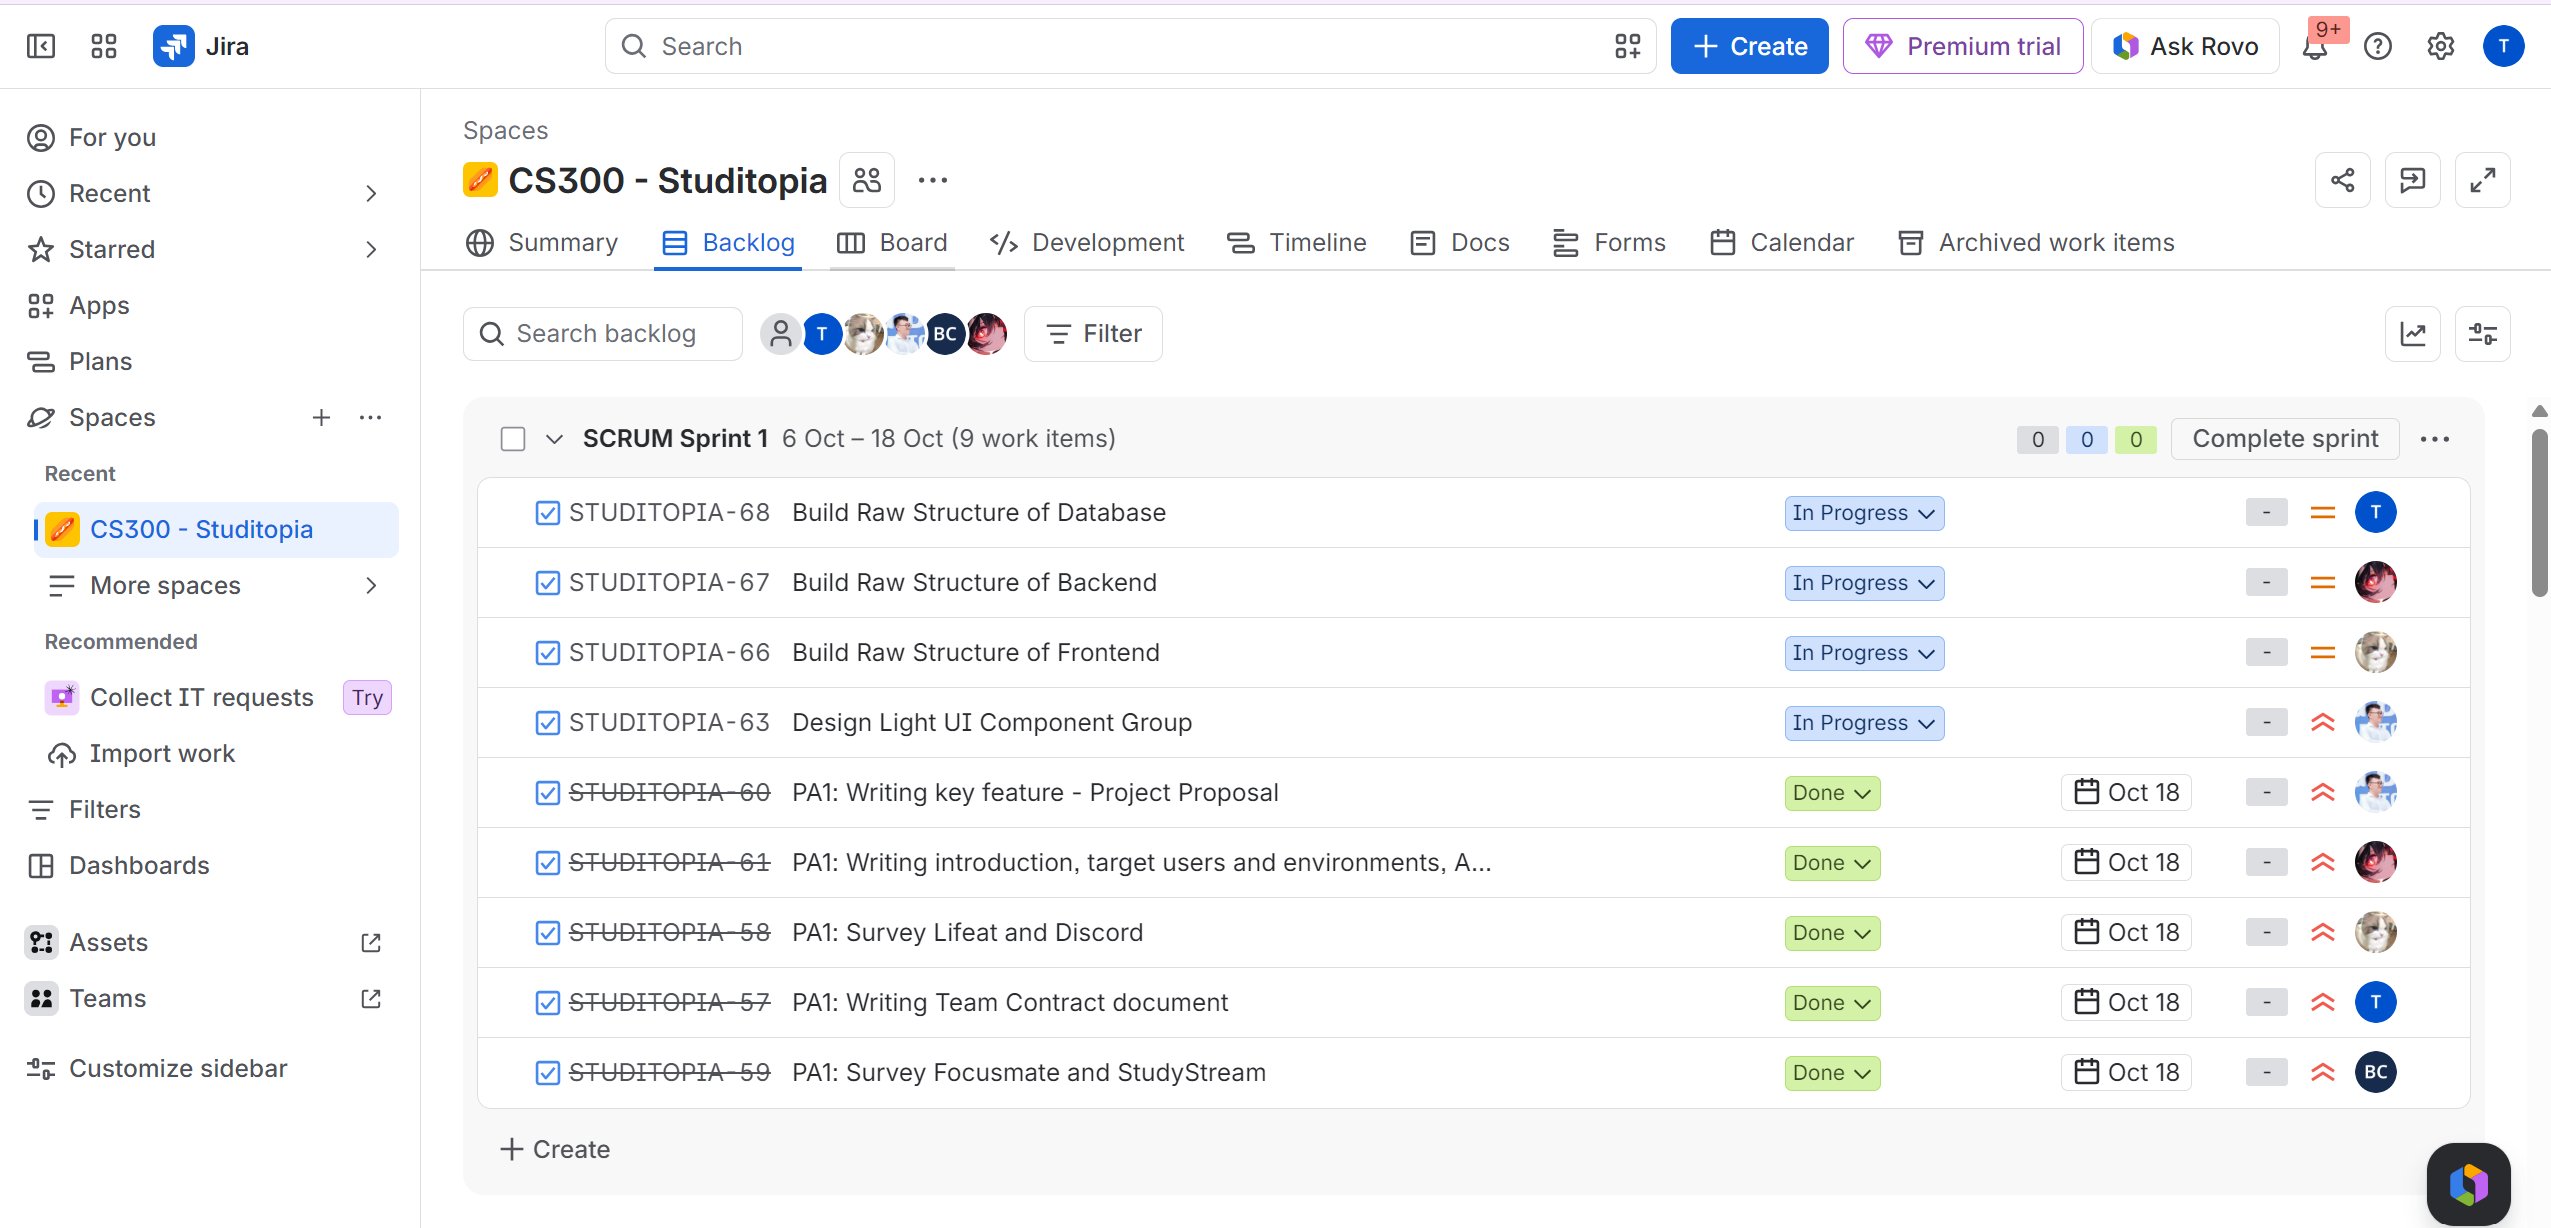 Jira
Search
Create
Premium trial
Ask Rovo
9+
T
For you
Recent
Starred
Apps
Plans
Spaces
Recent
CS300 - Studitopia
More spaces
Recommended
Collect IT requests Try
Import work
Filters
Dashboards
Assets
Teams
Customize sidebar
Spaces
CS300 - Studitopia
Summary Backlog Board Development Timeline Docs Forms Calendar Archived work items
Search backlog T BC Filter
SCRUM Sprint 1 6 Oct – 18 Oct (9 work items) 0 0 0 Complete sprint
STUDITOPIA-68 Build Raw Structure of Database In Progress - T
STUDITOPIA-67 Build Raw Structure of Backend In Progress -
STUDITOPIA-66 Build Raw Structure of Frontend In Progress -
STUDITOPIA-63 Design Light UI Component Group In Progress -
STUDITOPIA-60 PA1: Writing key feature - Project Proposal Done Oct 18 -
STUDITOPIA-61 PA1: Writing introduction, target users and environments, A... Done Oct 18 -
STUDITOPIA-58 PA1: Survey Lifeat and Discord Done Oct 18 -
STUDITOPIA-57 PA1: Writing Team Contract document Done Oct 18 - T
STUDITOPIA-59 PA1: Survey Focusmate and StudyStream Done Oct 18 - BC
Create